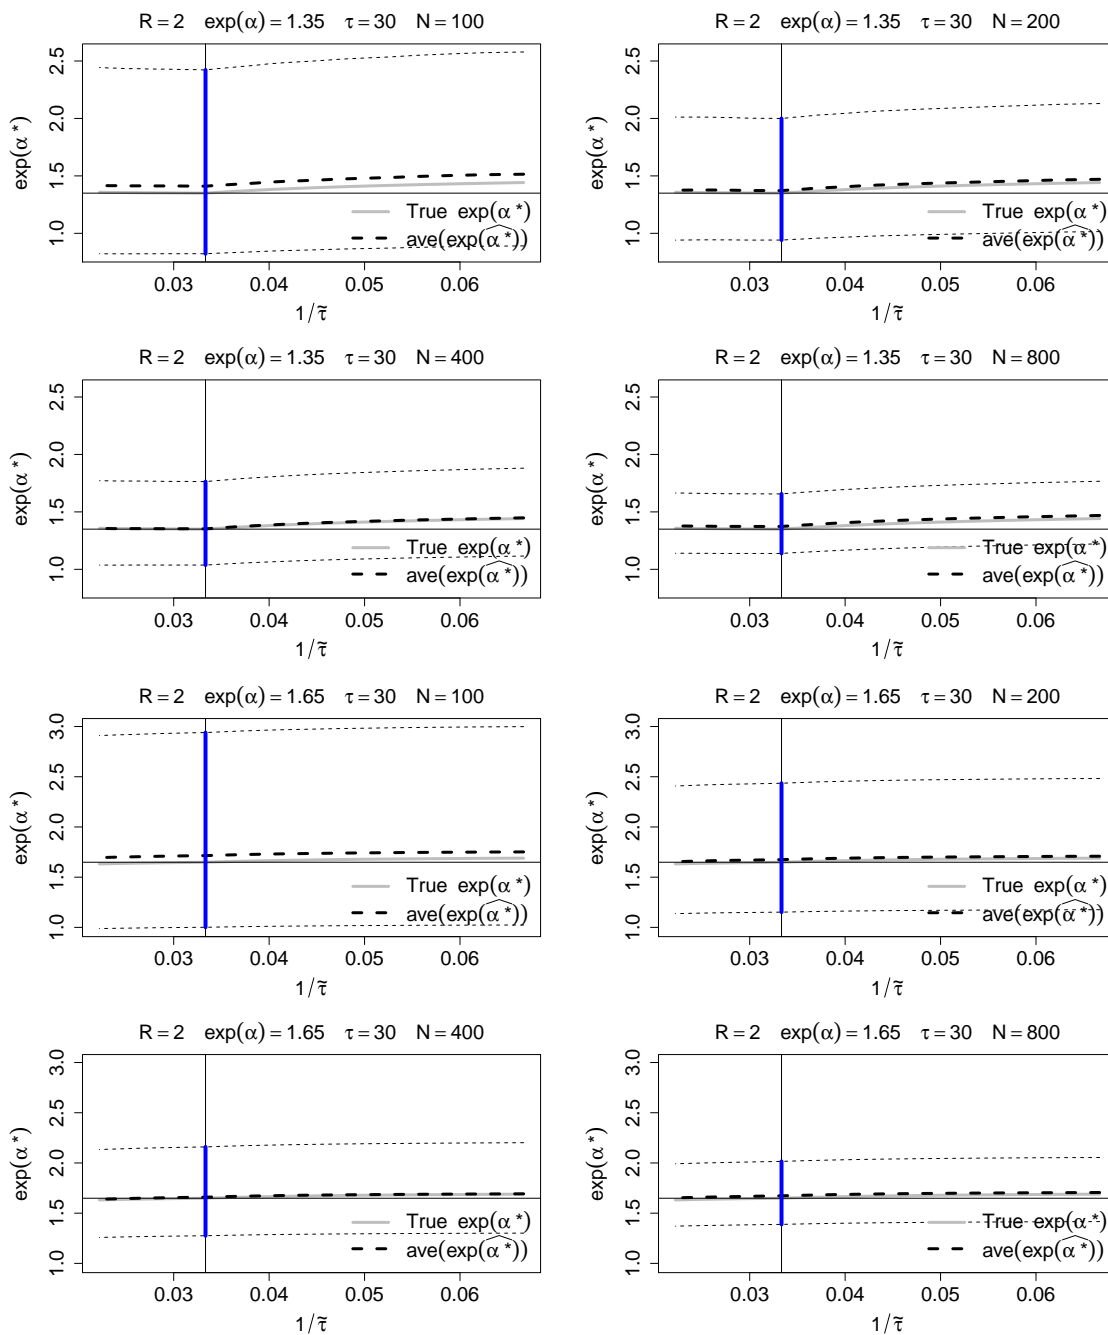 R = 2 exp(α) = 1.35 τ = 30 N = 100
exp(α*)
2.5
2.0
1.5
1.0
True exp(α*)
ave(exp(α̂*))
0.03 0.04 0.05 0.06
1/τ̃
R = 2 exp(α) = 1.35 τ = 30 N = 200
exp(α*)
2.5
2.0
1.5
1.0
True exp(α*)
ave(exp(α̂*))
0.03 0.04 0.05 0.06
1/τ̃
R = 2 exp(α) = 1.35 τ = 30 N = 400
exp(α*)
2.5
2.0
1.5
1.0
True exp(α*)
ave(exp(α̂*))
0.03 0.04 0.05 0.06
1/τ̃
R = 2 exp(α) = 1.35 τ = 30 N = 800
exp(α*)
2.5
2.0
1.5
1.0
True exp(α*)
ave(exp(α̂*))
0.03 0.04 0.05 0.06
1/τ̃
R = 2 exp(α) = 1.65 τ = 30 N = 100
exp(α*)
3.0
2.5
2.0
1.5
1.0
True exp(α*)
ave(exp(α̂*))
0.03 0.04 0.05 0.06
1/τ̃
R = 2 exp(α) = 1.65 τ = 30 N = 200
exp(α*)
3.0
2.5
2.0
1.5
1.0
True exp(α*)
ave(exp(α̂*))
0.03 0.04 0.05 0.06
1/τ̃
R = 2 exp(α) = 1.65 τ = 30 N = 400
exp(α*)
3.0
2.5
2.0
1.5
1.0
True exp(α*)
ave(exp(α̂*))
0.03 0.04 0.05 0.06
1/τ̃
R = 2 exp(α) = 1.65 τ = 30 N = 800
exp(α*)
3.0
2.5
2.0
1.5
1.0
True exp(α*)
ave(exp(α̂*))
0.03 0.04 0.05 0.06
1/τ̃